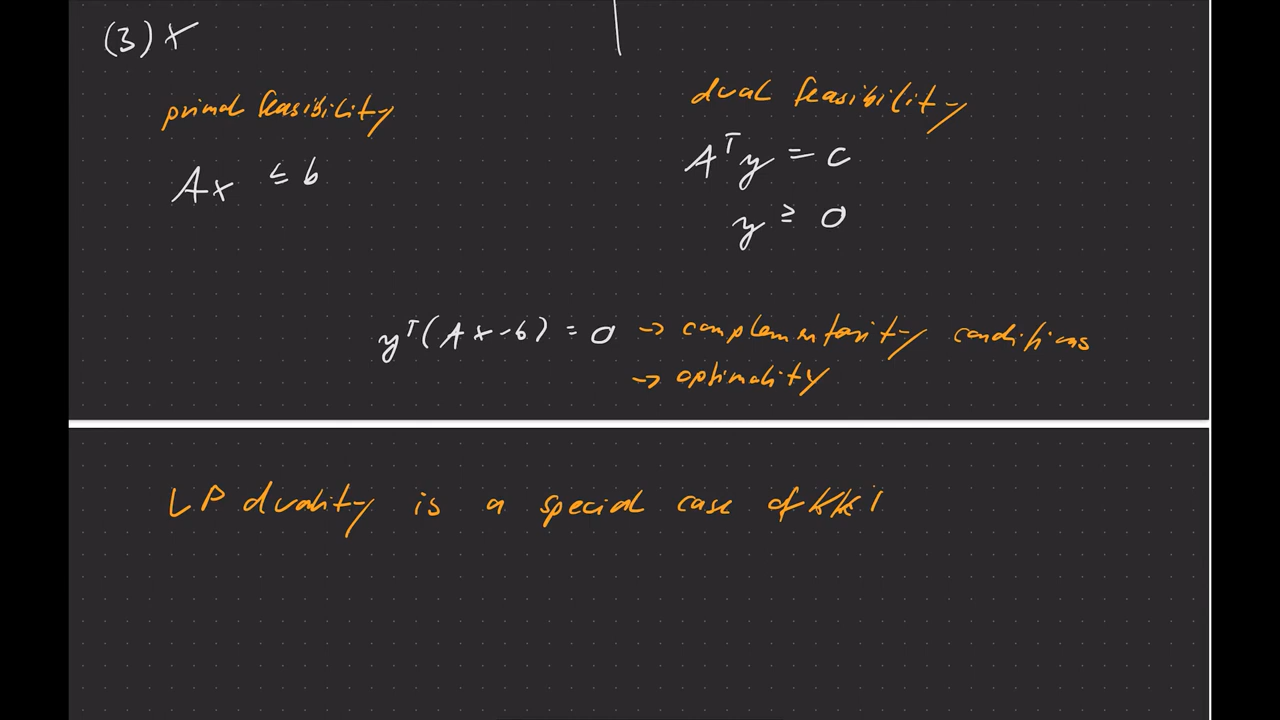 (3) x
primal feasibility
dual feasibility
Ax ≤ b
Aᵀy = c
y ≥ 0
yᵀ(Ax-b) = 0 → complementarity conditions
→ optimality
LP duality is a special case of